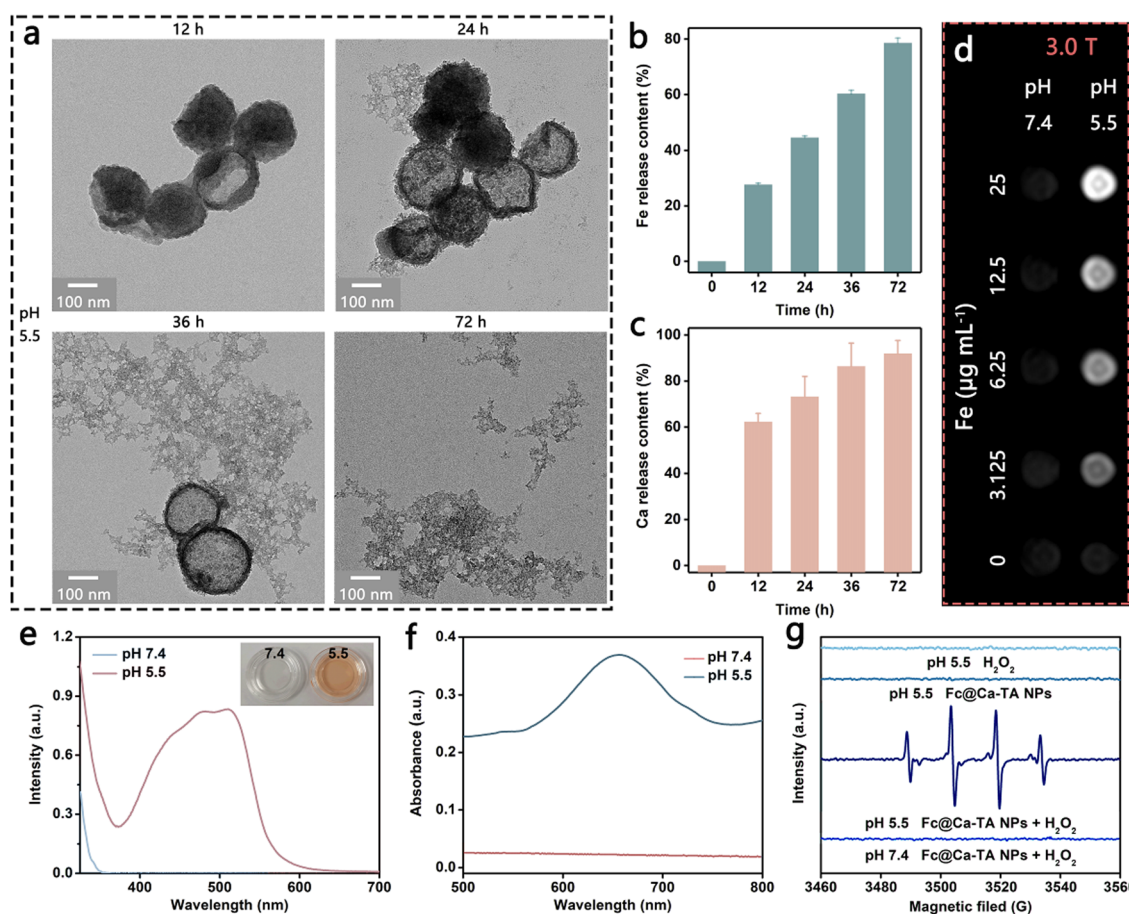 a
12 h
24 h
100 nm
100 nm
pH
5.5
36 h
72 h
100 nm
100 nm
b
Fe release content (%)
80
60
40
20
0
0 12 24 36 72
Time (h)
c
Ca release content (%)
100
80
60
40
20
0
0 12 24 36 72
Time (h)
d
3.0 T
pH pH
7.4 5.5
Fe (µg mL⁻¹)
25
12.5
6.25
3.125
0
e
Intensity (a.u.)
1.2
0.9
0.6
0.3
0.0
pH 7.4
pH 5.5
7.4 5.5
400 500 600 700
Wavelength (nm)
f
Absorbance (a.u.)
0.4
0.3
0.2
0.1
0.0
pH 7.4
pH 5.5
500 600 700 800
Wavelength (nm)
g
Intensity (a.u.)
pH 5.5 H₂O₂
pH 5.5 Fc@Ca-TA NPs
pH 5.5 Fc@Ca-TA NPs + H₂O₂
pH 7.4 Fc@Ca-TA NPs + H₂O₂
3460 3480 3500 3520 3540 3560
Magnetic filed (G)